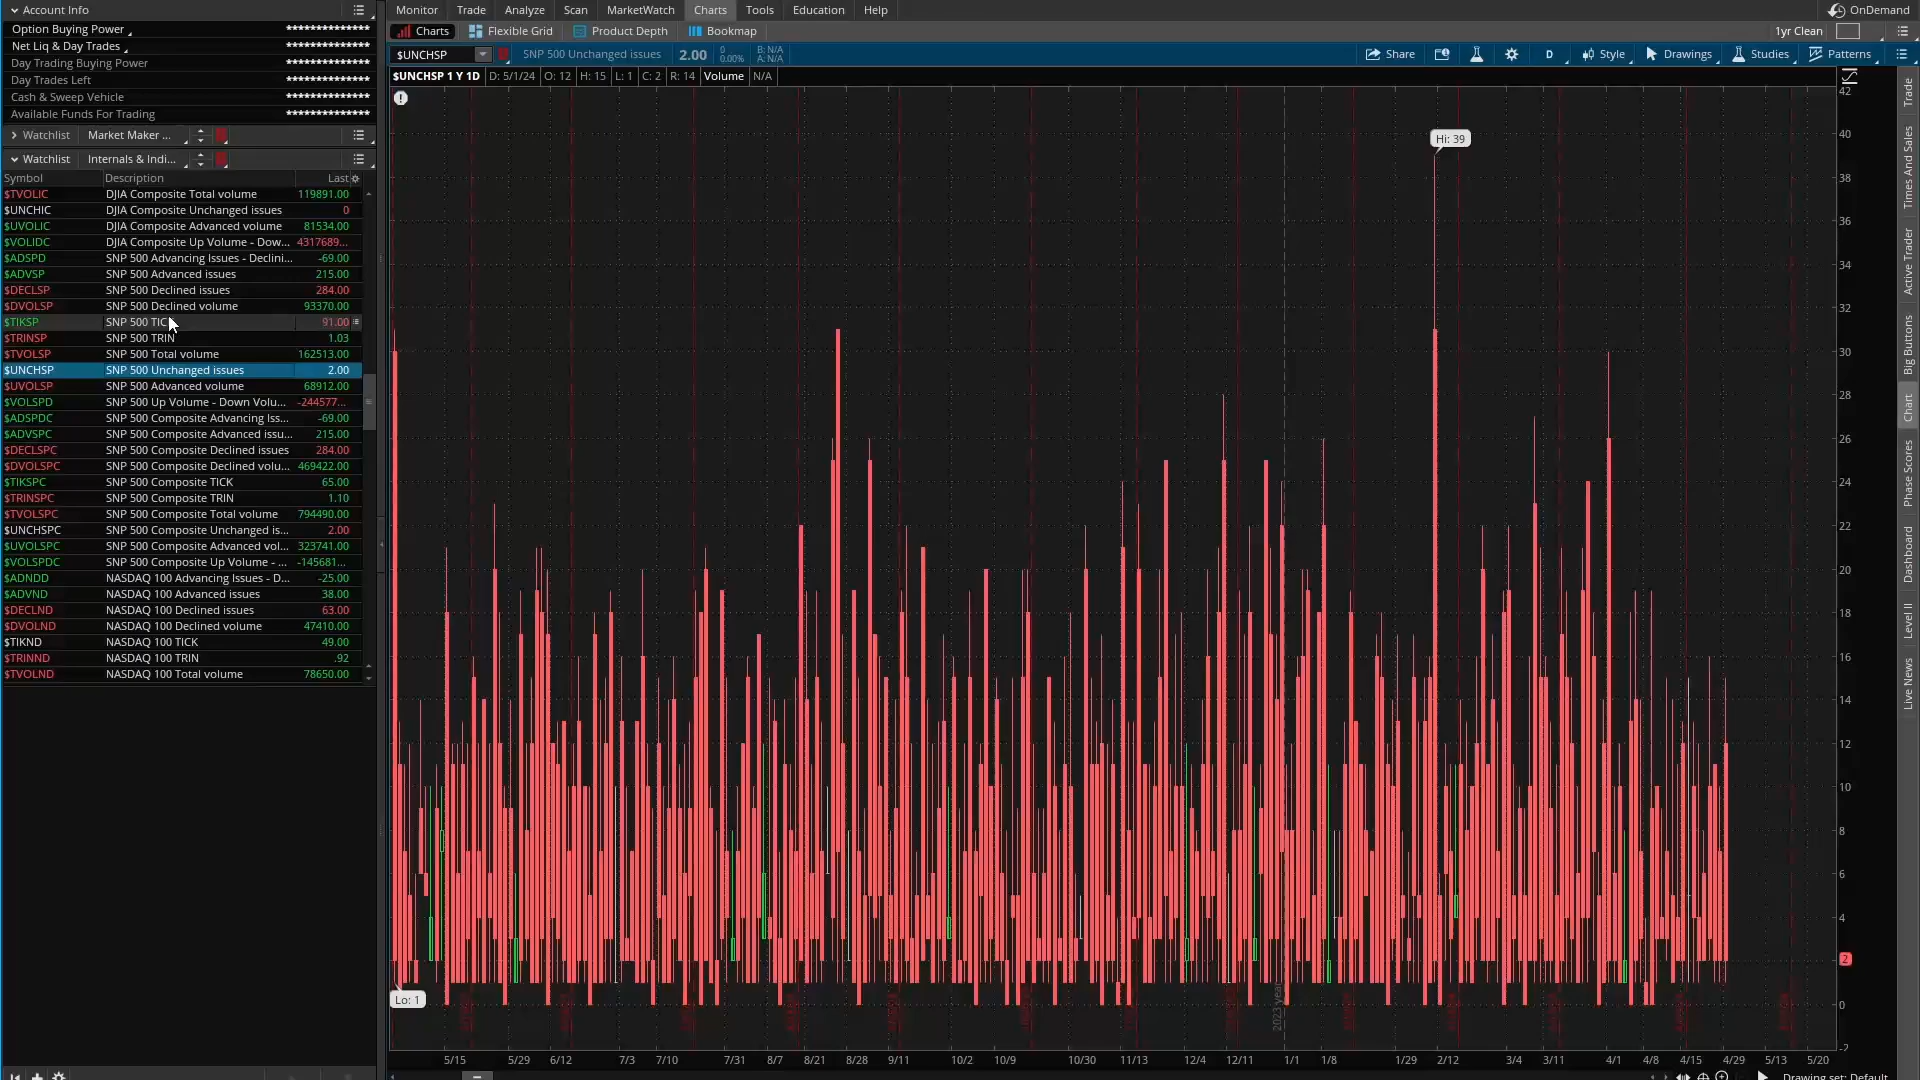 Account Info
Monitor Trade Analyze Scan MarketWatch Charts Tools Education Help
OnDemand
Option Buying Power **************
Net Liq & Day Trades **************
Day Trading Buying Power **************
Day Trades Left **************
Cash & Sweep Vehicle **************
Available Funds For Trading **************
Charts Flexible Grid Product Depth Bookmap
1yr Clean
$UNCHSP SNP 500 Unchanged issues 2.00 0 0.00% B: N/A A: N/A
Share D Style Drawings Studies Patterns
$UNCHSP 1 Y 1D D: 5/1/24 O: 12 H: 15 L: 1 C: 2 R: 14 Volume N/A
Watchlist Market Maker ...
Watchlist Internals & Indi...
Symbol Description Last
$TVOLIC DJIA Composite Total volume 119891.00
$UNCHIC DJIA Composite Unchanged issues 0
$UVOLIC DJIA Composite Advanced volume 81534.00
$VOLIDC DJIA Composite Up Volume - Dow... 4317689...
$ADSPD SNP 500 Advancing Issues - Declini... -69.00
$ADVSP SNP 500 Advanced issues 215.00
$DECLSP SNP 500 Declined issues 284.00
$DVOLSP SNP 500 Declined volume 93370.00
$TIKSP SNP 500 TIC 91.00
$TRINSP SNP 500 TRIN 1.03
$TVOLSP SNP 500 Total volume 162513.00
$UNCHSP SNP 500 Unchanged issues 2.00
$UVOLSP SNP 500 Advanced volume 68912.00
$VOLSPD SNP 500 Up Volume - Down Volu... -244577...
$ADSPDC SNP 500 Composite Advancing Iss... -69.00
$ADVSPC SNP 500 Composite Advanced issu... 215.00
$DECLSPC SNP 500 Composite Declined issues 284.00
$DVOLSPC SNP 500 Composite Declined volu... 469422.00
$TIKSPC SNP 500 Composite TICK 65.00
$TRINSPC SNP 500 Composite TRIN 1.10
$TVOLSPC SNP 500 Composite Total volume 794490.00
$UNCHSPC SNP 500 Composite Unchanged is... 2.00
$UVOLSPC SNP 500 Composite Advanced vol... 323741.00
$VOLSPDC SNP 500 Composite Up Volume - ... -145681...
$ADNDD NASDAQ 100 Advancing Issues - D... -25.00
$ADVND NASDAQ 100 Advanced issues 38.00
$DECLND NASDAQ 100 Declined issues 63.00
$DVOLND NASDAQ 100 Declined volume 47410.00
$TIKND NASDAQ 100 TICK 49.00
$TRINND NASDAQ 100 TRIN .92
$TVOLND NASDAQ 100 Total volume 78650.00
Hi: 39
Lo: 1
2023 year
42
40
38
36
34
32
30
28
26
24
22
20
18
16
14
12
10
8
6
4
2
0
-2
5/15 5/29 6/12 7/3 7/10 7/31 8/7 8/21 8/28 9/11 10/2 10/9 10/30 11/13 12/4 12/11 1/1 1/8 1/29 2/12 3/4 3/11 4/1 4/8 4/15 4/29 5/13 5/20
Drawing set: Default
Trade
Times And Sales
Active Trader
Big Buttons
Chart
Phase Scores
Dashboard
Level II
Live News